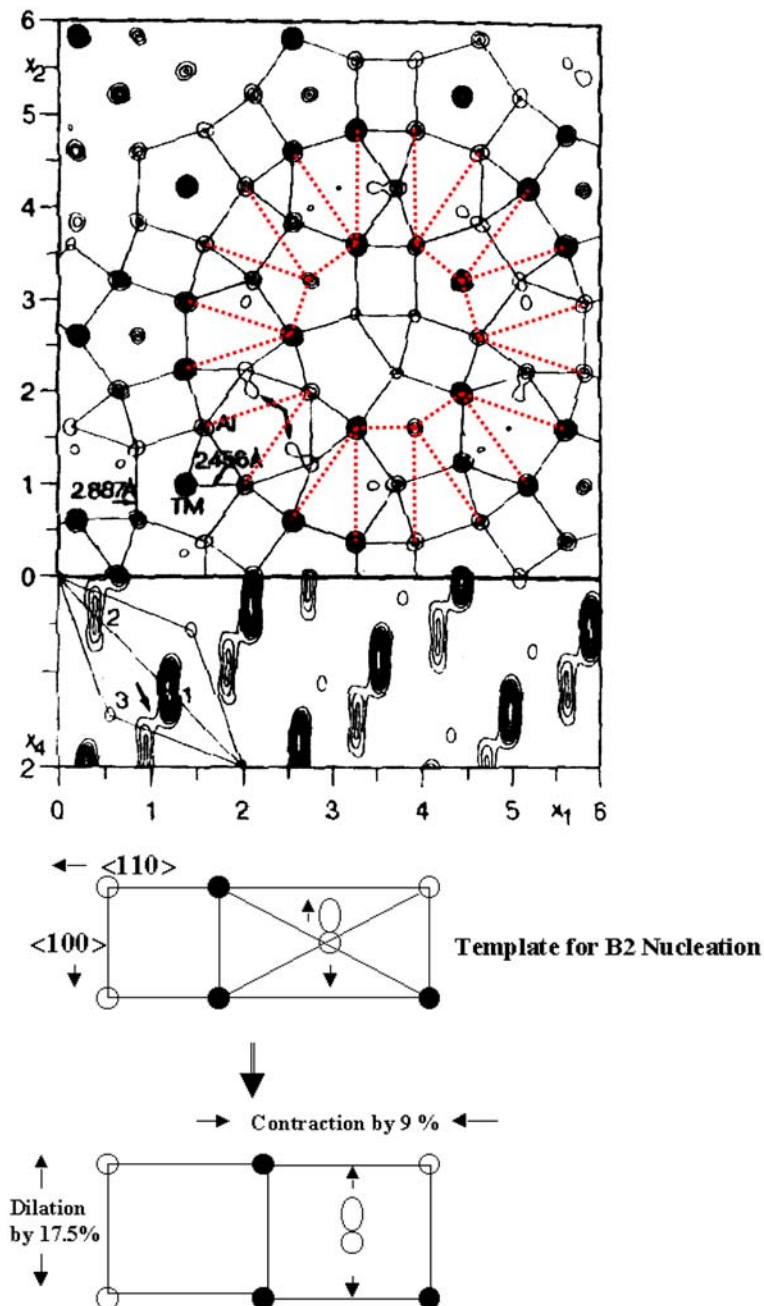 6
x₂
5
4
3
2
Al
2.456Å
1
2.887Å
TM
0
2
3
1
x₄
2
0 1 2 3 4 5 x₁ 6
<110>
<100>
Template for B2 Nucleation
Contraction by 9 %
Dilation
by 17.5%